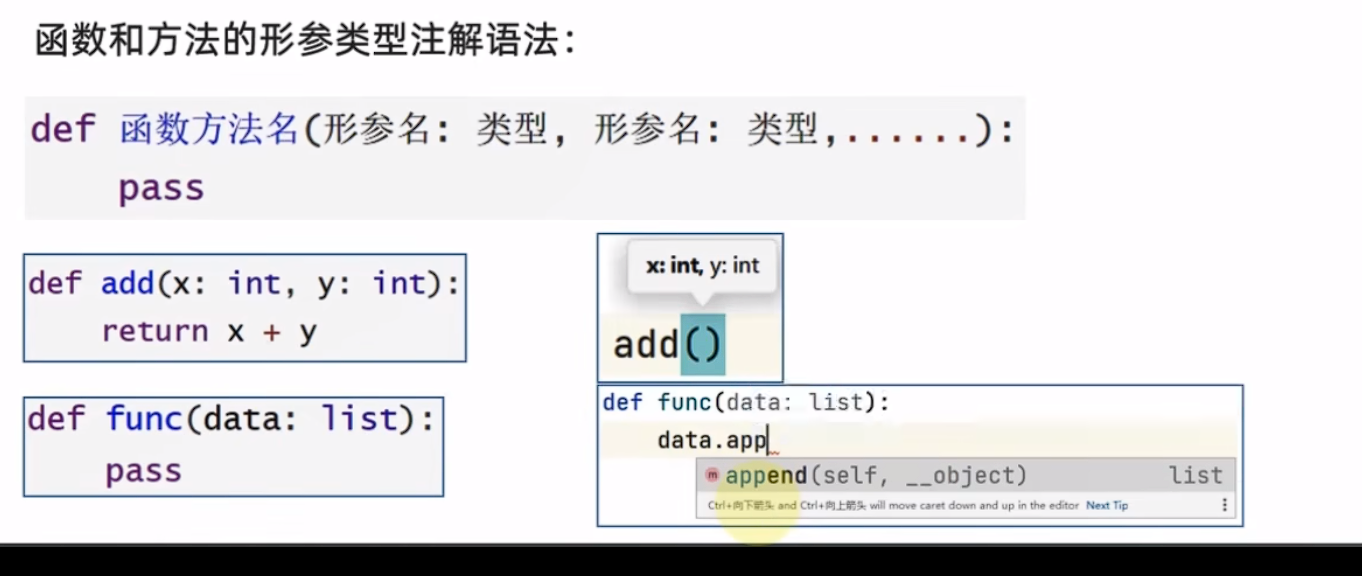 函数和方法的形参类型注解语法：
def 函数方法名(形参名: 类型, 形参名: 类型,......):
    pass
def add(x: int, y: int):
    return x + y
x: int, y: int
add()
def func(data: list):
    pass
def func(data: list):
    data.app
m append(self, __object) list
Ctrl+向下箭头 and Ctrl+向上箭头 will move caret down and up in the editor Next Tip